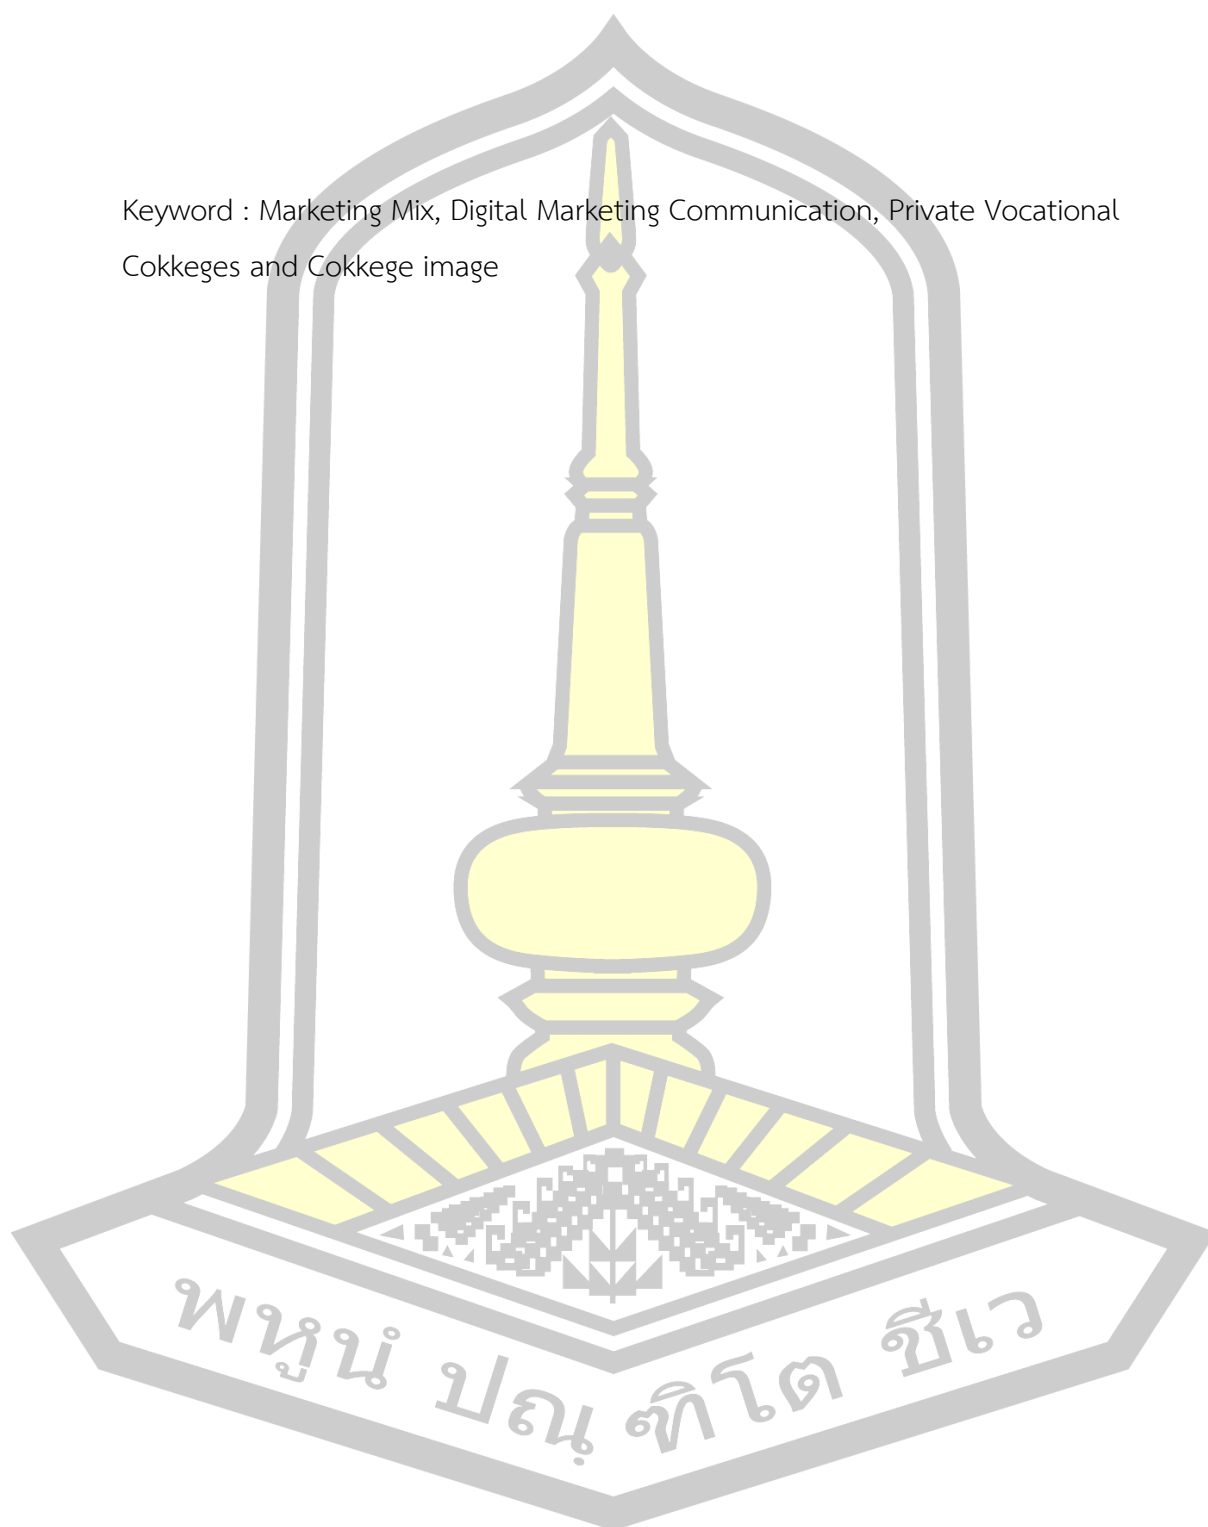 Keyword : Marketing Mix, Digital Marketing Communication, Private Vocational
Cokkeges and Cokkege image
พหูนํ ปณฺฑิโต ชีเว